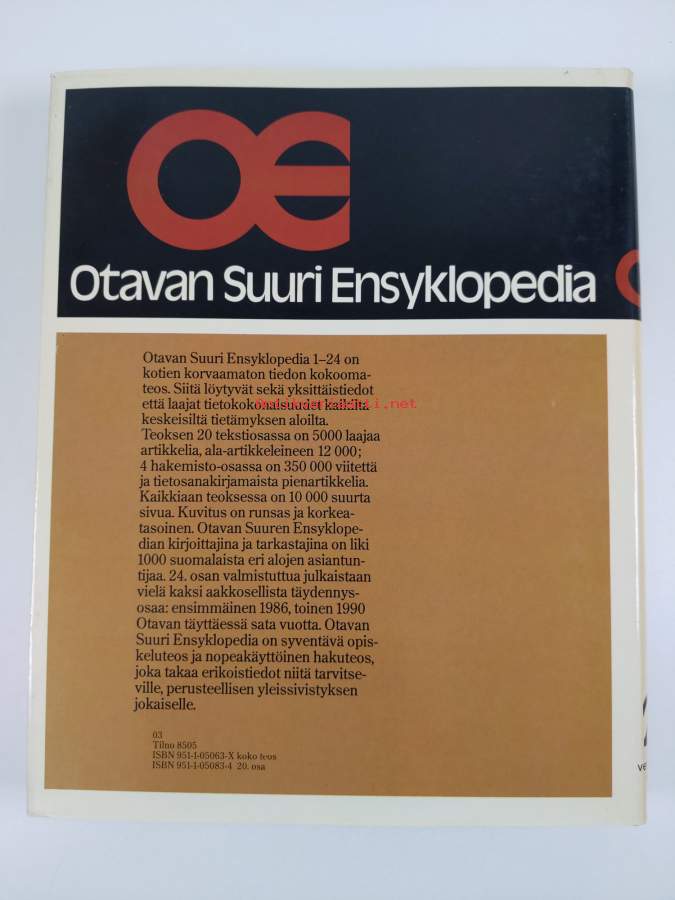 OE
Otavan Suuri Ensyklopedia
Otavan Suuri Ensyklopedia 1–24 on
kotien korvaamaton tiedon kokooma-
teos. Siitä löytyvät sekä yksittäistiedot
että laajat tietokokonaisuudet kaikilta
keskeisiltä tietämyksen aloilta.
Teoksen 20 tekstiosassa on 5000 laajaa
artikkelia, ala-artikkeleineen 12 000;
4 hakemisto-osassa on 350 000 viitettä
ja tietosanakirjamaista pienartikkelia.
Kaikkiaan teoksessa on 10 000 suurta
sivua. Kuvitus on runsas ja korkea-
tasoinen. Otavan Suuren Ensyklope-
dian kirjoittajina ja tarkastajina on liki
1000 suomalaista eri alojen asiantun-
tijaa. 24. osan valmistuttua julkaistaan
vielä kaksi aakkosellista täydennys-
osaa: ensimmäinen 1986, toinen 1990
Otavan täyttäessä sata vuotta. Otavan
Suuri Ensyklopedia on syventävä opis-
keluteos ja nopeakäyttöinen hakuteos,
joka takaa erikoistiedot niitä tarvitse-
ville, perusteellisen yleissivistyksen
jokaiselle.
03
Tilno 8505
ISBN 951-1-05063-X koko teos
ISBN 951-1-05083-4 20. osa
ve